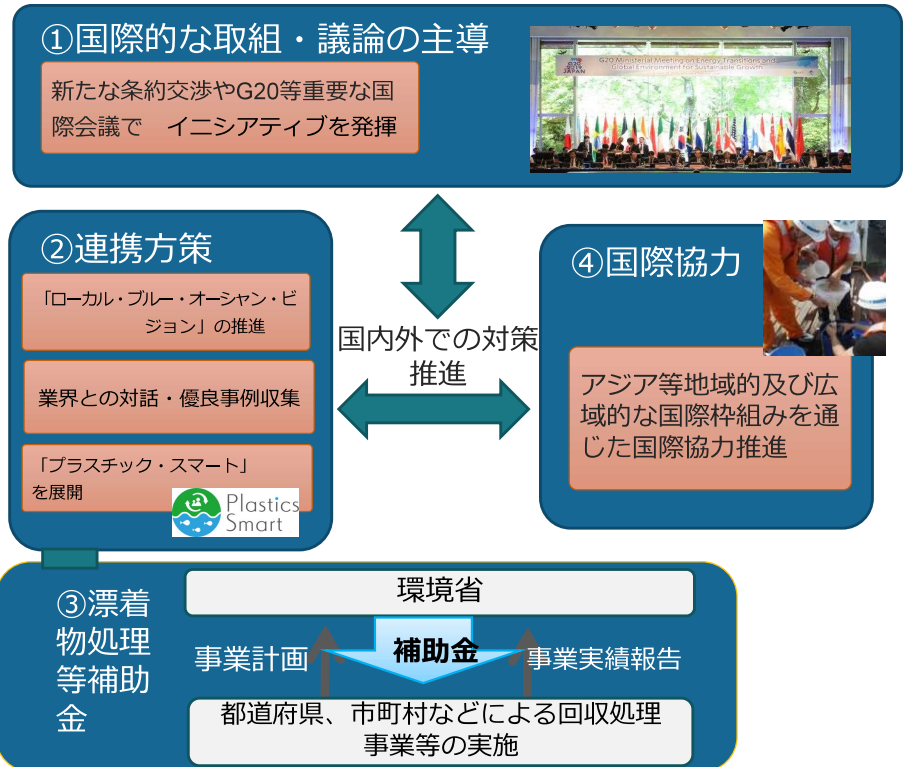 ①国際的な取組・議論の主導
新たな条約交渉やG20等重要な国
際会議で　イニシアティブを発揮
G20 Ministerial Meeting on Energy Transitions and
Global Environment for Sustainable Growth
JAPAN
②連携方策
「ローカル・ブルー・オーシャン・ビ
ジョン」の推進
業界との対話・優良事例収集
「プラスチック・スマート」
を展開
Plastics
Smart
国内外での対策
推進
④国際協力
アジア等地域的及び広
域的な国際枠組みを通
じた国際協力推進
③漂着
物処理
等補助
金
環境省
事業計画
補助金
事業実績報告
都道府県、市町村などによる回収処理
事業等の実施